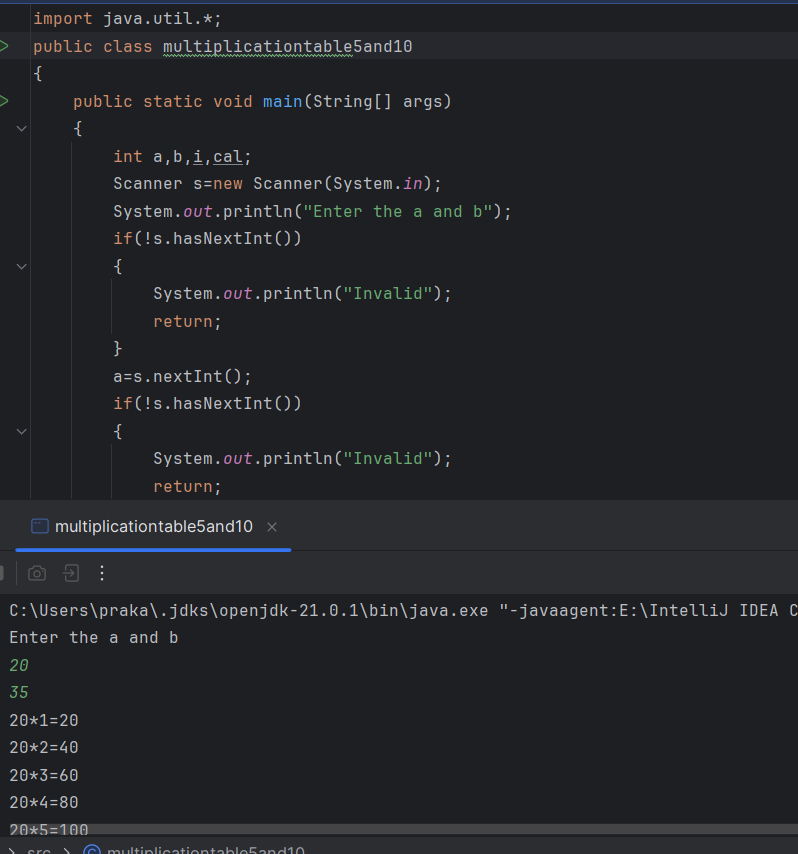 import java.util.*;
public class multiplicationtable5and10
{
public static void main(String[] args)
{
int a,b,i,cal;
Scanner s=new Scanner(System.in);
System.out.println("Enter the a and b");
if(!s.hasNextInt())
{
System.out.println("Invalid");
return;
}
a=s.nextInt();
if(!s.hasNextInt())
{
System.out.println("Invalid");
return;
multiplicationtable5and10
C:\Users\praka\.jdks\openjdk-21.0.1\bin\java.exe "-javaagent:E:\IntelliJ IDEA C
Enter the a and b
20
35
20*1=20
20*2=40
20*3=60
20*4=80
20*5=100
src > multiplicationtable5and10